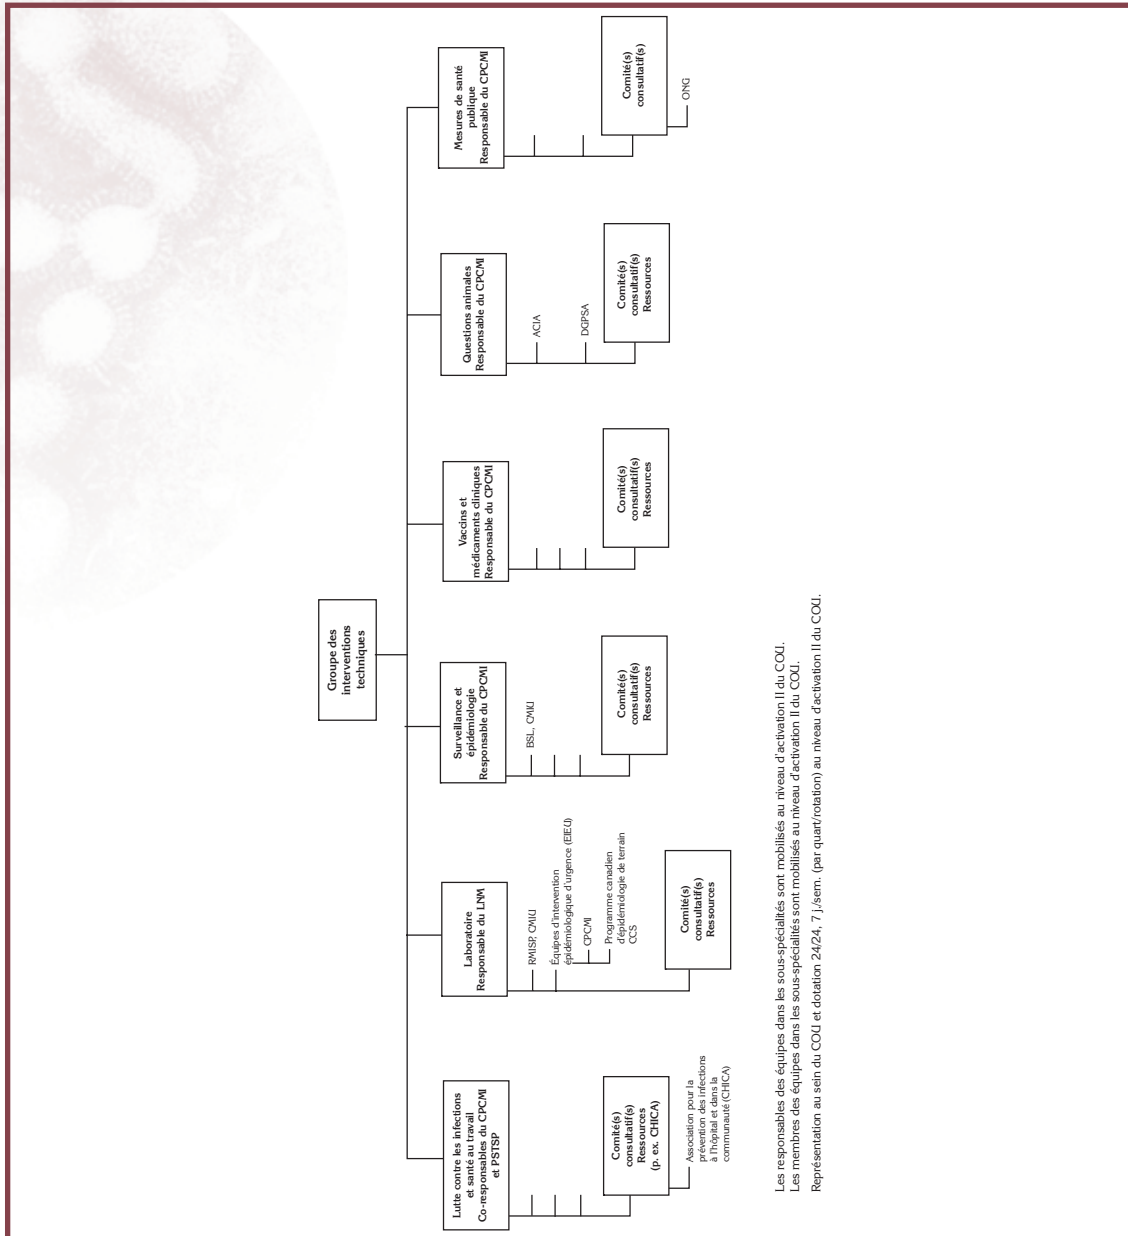 Groupe des
interventions
techniques
Lutte contre les infections
et santé au travail
Co-responsables du CPCMI
et PSTSP
Comité(s)
consultatif(s)
Ressources
(p. ex. CHICA)
Association pour la
prévention des infections
à l'hôpital et dans la
communauté (CHICA)
Laboratoire
Responsable du LNM
RMISP, CMIU
Équipes d'intervention
épidémiologique d'urgence (EIEU)
CPCMI
Programme canadien
d'épidémiologie de terrain
CCS
Comité(s)
consultatif(s)
Ressources
Surveillance et
épidémiologie
Responsable du CPCMI
BSL, CMIU
Comité(s)
consultatif(s)
Ressources
Vaccins et
médicaments cliniques
Responsable du CPCMI
Comité(s)
consultatif(s)
Ressources
Questions animales
Responsable du CPCMI
ACIA
DGPSA
Comité(s)
consultatif(s)
Ressources
Mesures de santé
publique
Responsable du CPCMI
Comité(s)
consultatif(s)
ONG
Les responsables des équipes dans les sous-spécialités sont mobilisés au niveau d'activation II du COU.
Les membres des équipes dans les sous-spécialités sont mobilisés au niveau d'activation II du COU.
Représentation au sein du COU et dotation 24/24, 7 j./sem. (par quart/rotation) au niveau d'activation II du COU.